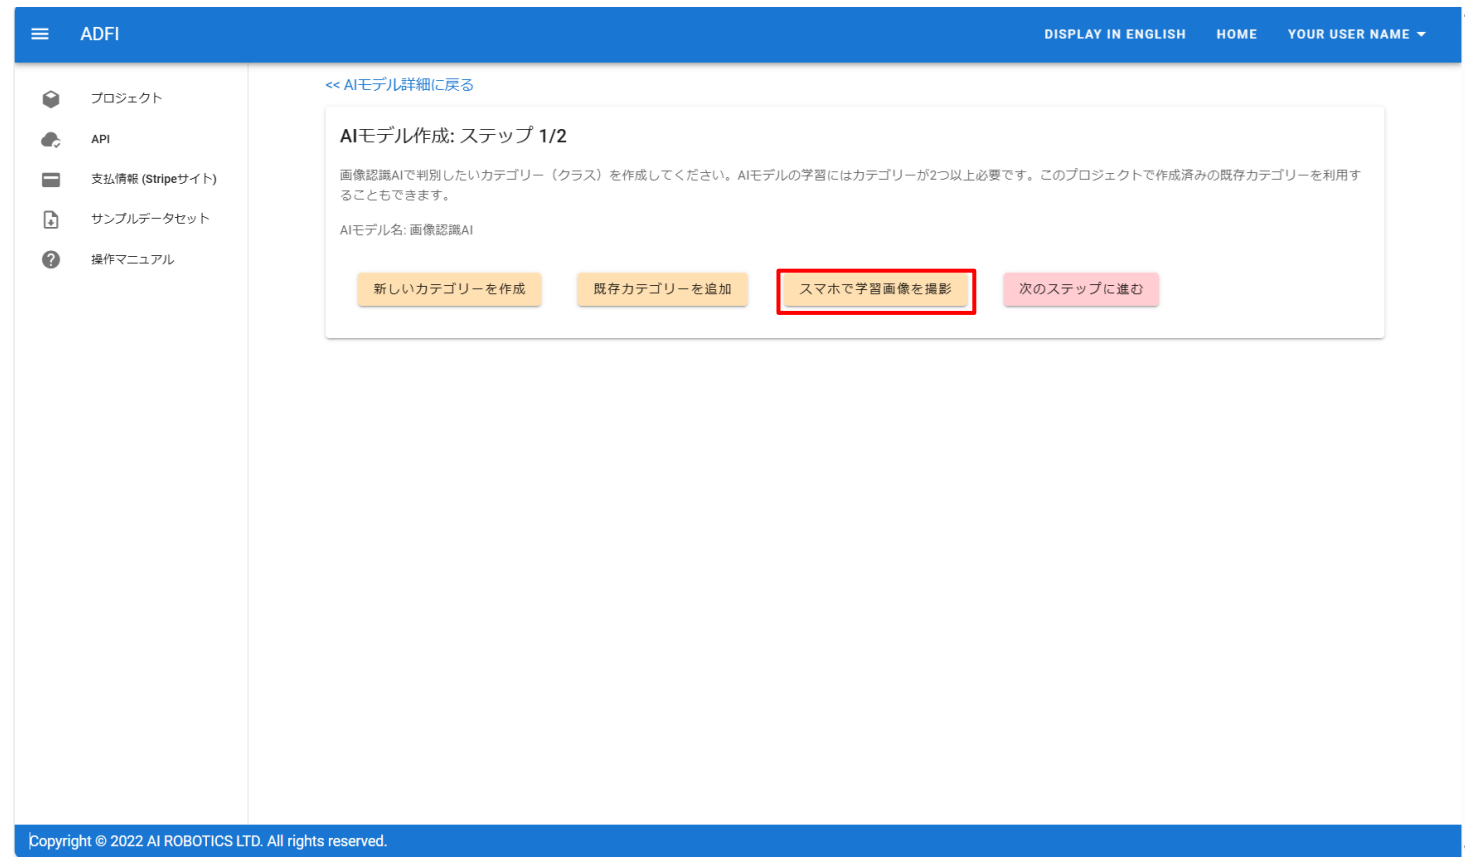 ADFI
DISPLAY IN ENGLISH
HOME
YOUR USER NAME
プロジェクト
API
支払情報 (Stripeサイト)
サンプルデータセット
操作マニュアル
<< AIモデル詳細に戻る
AIモデル作成: ステップ 1/2
画像認識AIで判別したいカテゴリー（クラス）を作成してください。AIモデルの学習にはカテゴリーが2つ以上必要です。このプロジェクトで作成済みの既存カテゴリーを利用す
ることもできます。
AIモデル名: 画像認識AI
新しいカテゴリーを作成
既存カテゴリーを追加
スマホで学習画像を撮影
次のステップに進む
Copyright © 2022 AI ROBOTICS LTD. All rights reserved.